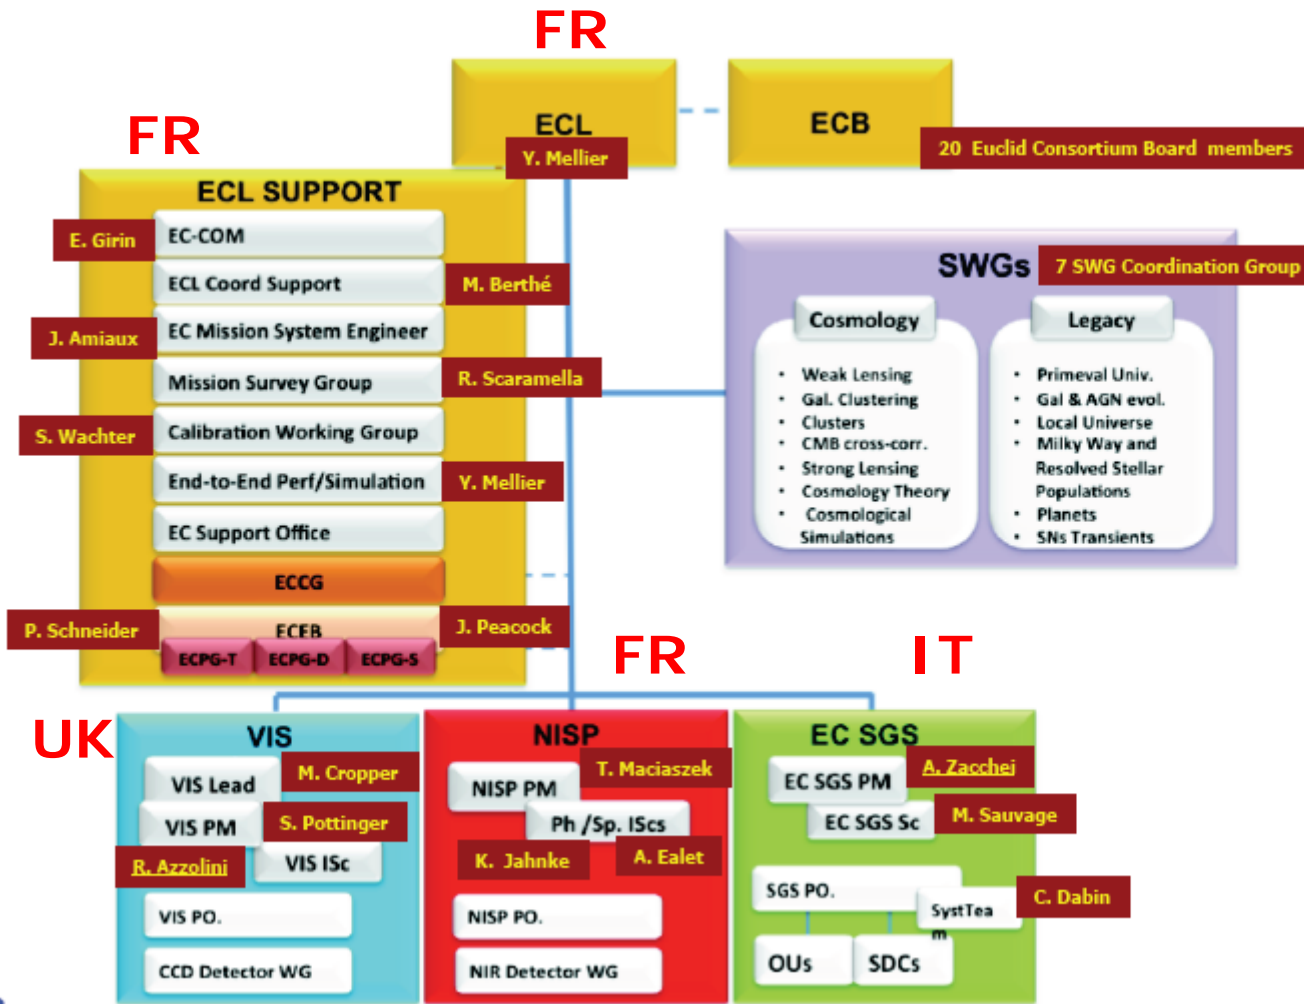 FR
ECL
ECB
Y. Mellier
20 Euclid Consortium Board members
FR
ECL SUPPORT
E. Girin
EC-COM
ECL Coord Support
M. Berthé
J. Amiaux
EC Mission System Engineer
Mission Survey Group
R. Scaramella
S. Wachter
Calibration Working Group
End-to-End Perf/Simulation
Y. Mellier
EC Support Office
ECCG
P. Schneider
ECEB
J. Peacock
ECPG-T
ECPG-D
ECPG-S
SWGs
7 SWG Coordination Group
Cosmology
• Weak Lensing
• Gal. Clustering
• Clusters
• CMB cross-corr.
• Strong Lensing
• Cosmology Theory
• Cosmological
Simulations
Legacy
• Primeval Univ.
• Gal & AGN evol.
• Local Universe
• Milky Way and
Resolved Stellar
Populations
• Planets
• SNs Transients
FR
IT
UK
VIS
VIS Lead
M. Cropper
VIS PM
S. Pottinger
R. Azzolini
VIS ISc
VIS PO.
CCD Detector WG
NISP
T. Maciaszek
NISP PM
Ph /Sp. IScs
K. Jahnke
A. Ealet
NISP PO.
NIR Detector WG
EC SGS
EC SGS PM
A. Zacchei
EC SGS Sc
M. Sauvage
SGS PO.
C. Dabin
SystTea
m
OUs
SDCs